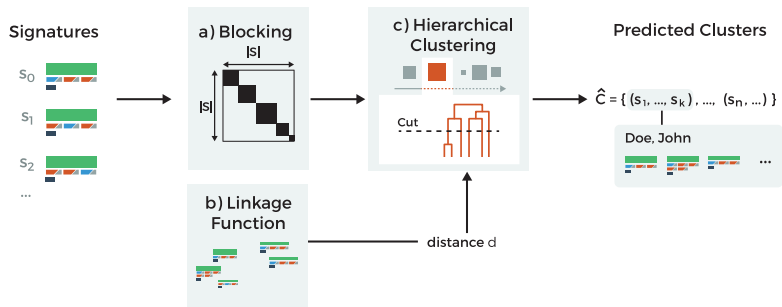 Signatures
s0
s1
s2
...
a) Blocking
|S|
|S|
b) Linkage
Function
c) Hierarchical
Clustering
Cut
distance d
Predicted Clusters
Ĉ = { (s1, ..., sk), ..., (sn, ...) }
Doe, John
...